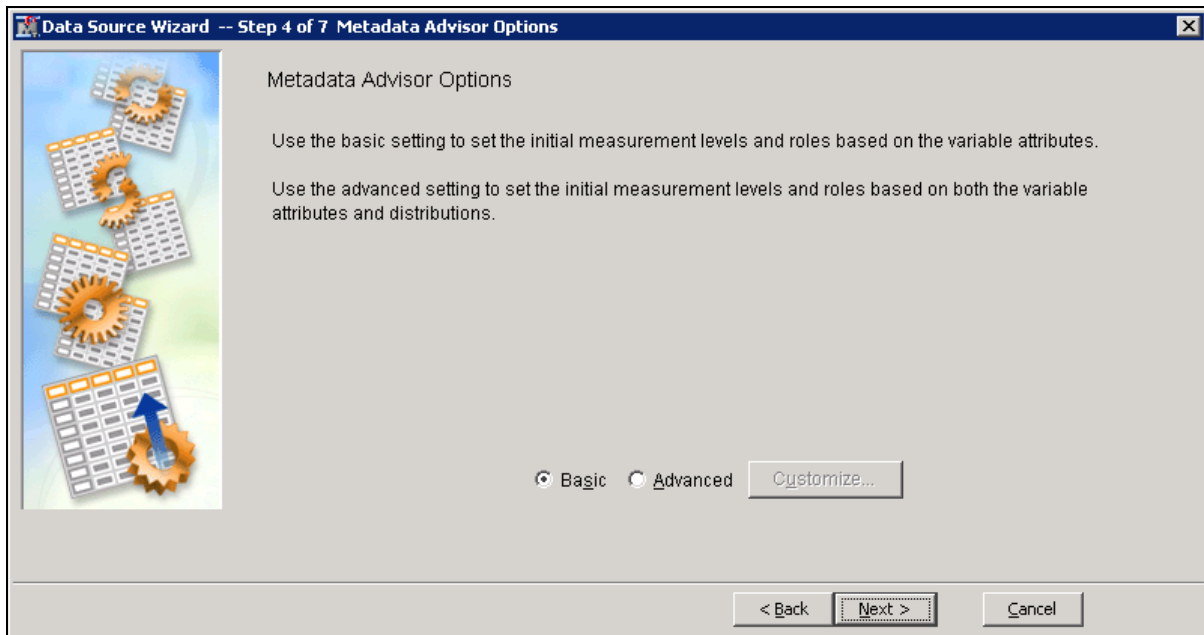 Data Source Wizard -- Step 4 of 7 Metadata Advisor Options
Metadata Advisor Options
Use the basic setting to set the initial measurement levels and roles based on the variable attributes.
Use the advanced setting to set the initial measurement levels and roles based on both the variable
attributes and distributions.
Basic Advanced Customize...
< Back Next > Cancel